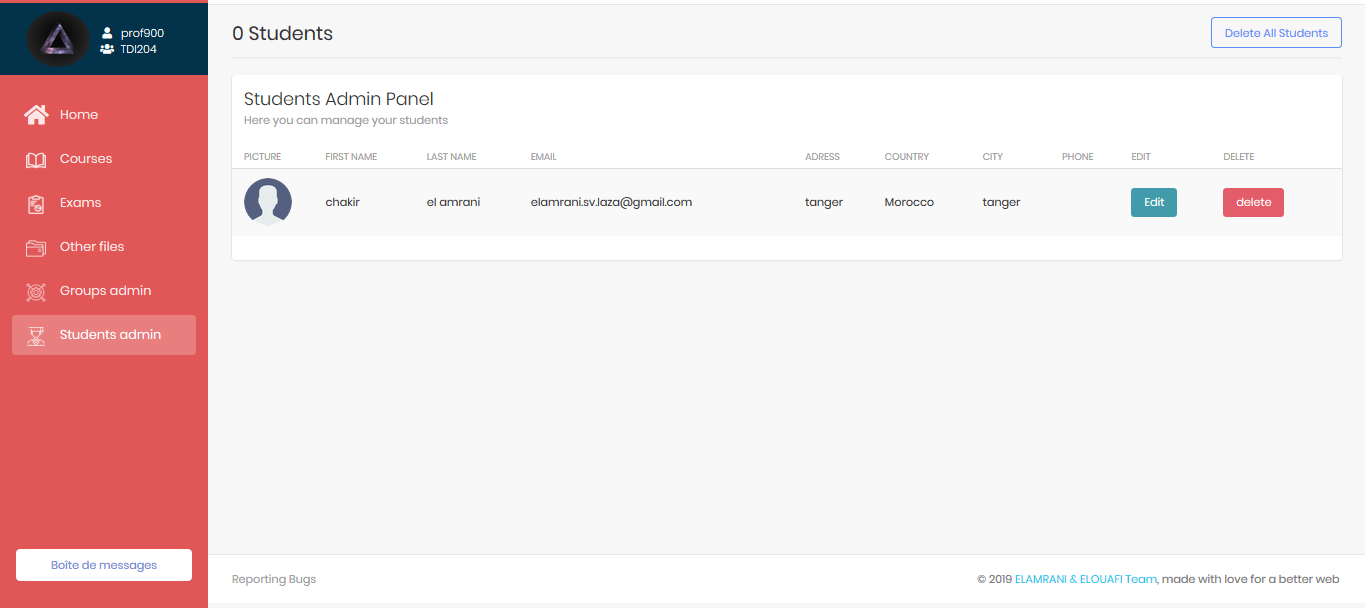 prof900
TDI204
Home
Courses
Exams
Other files
Groups admin
Students admin
Boîte de messages
0 Students
Delete All Students
Students Admin Panel
Here you can manage your students
PICTURE FIRST NAME LAST NAME EMAIL ADRESS COUNTRY CITY PHONE EDIT DELETE
chakir el amrani elamrani.sv.laza@gmail.com tanger Morocco tanger Edit delete
Reporting Bugs
© 2019 ELAMRANI & ELOUAFI Team, made with love for a better web